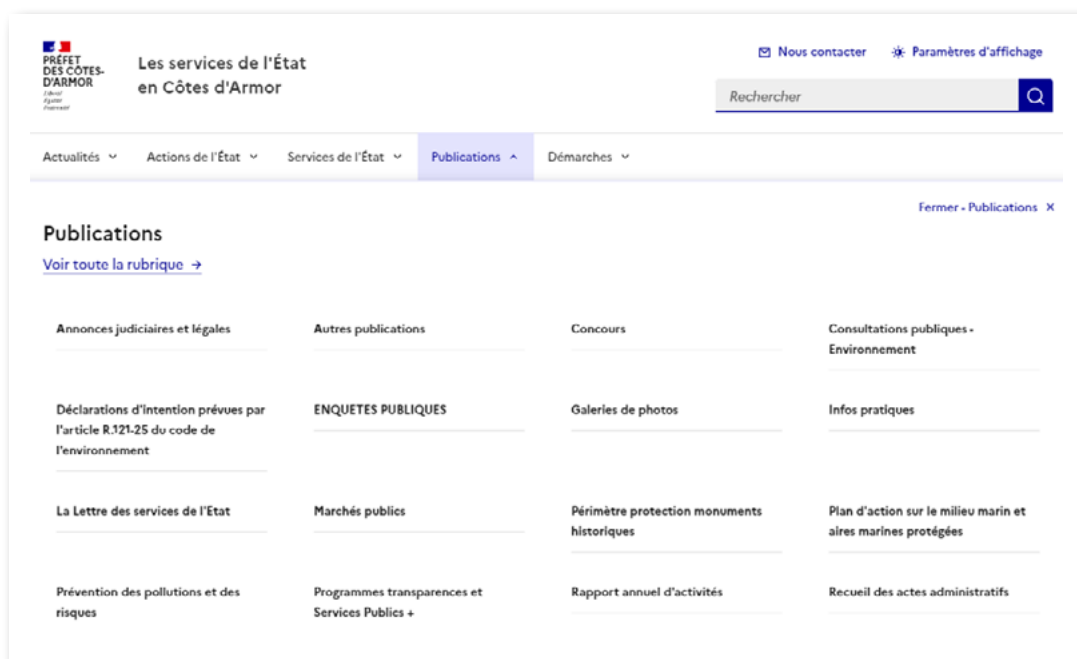 PRÉFET
DES CÔTES-
D'ARMOR
Liberté
Égalité
Fraternité
Les services de l'État
en Côtes d'Armor
Nous contacter
Paramètres d'affichage
Rechercher
Actualités
Actions de l'État
Services de l'État
Publications
Démarches
Fermer - Publications
Publications
Voir toute la rubrique
Annonces judiciaires et légales
Autres publications
Concours
Consultations publiques -
Environnement
Déclarations d'intention prévues par
l'article R.121-25 du code de
l'environnement
ENQUETES PUBLIQUES
Galeries de photos
Infos pratiques
La Lettre des services de l'Etat
Marchés publics
Périmètre protection monuments
historiques
Plan d'action sur le milieu marin et
aires marines protégées
Prévention des pollutions et des
risques
Programmes transparences et
Services Publics +
Rapport annuel d'activités
Recueil des actes administratifs